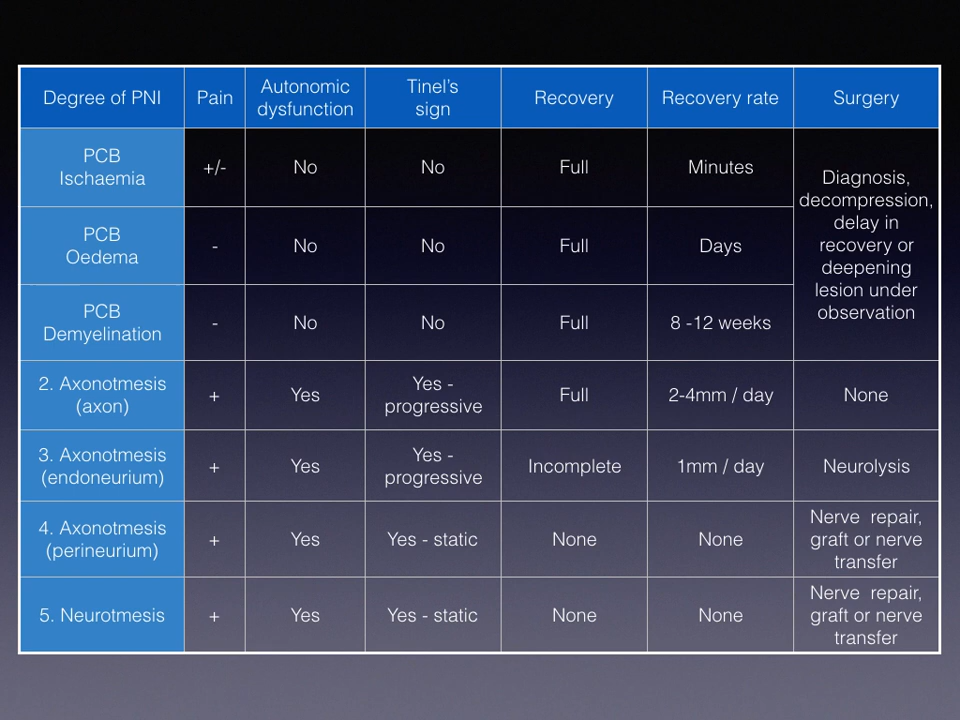 Degree of PNI
Pain
Autonomic
dysfunction
Tinel's
sign
Recovery
Recovery rate
Surgery
PCB
Ischaemia
+/-
No
No
Full
Minutes
Diagnosis,
decompression,
delay in
recovery or
deepening
lesion under
observation
PCB
Oedema
-
No
No
Full
Days
PCB
Demyelination
-
No
No
Full
8 -12 weeks
2. Axonotmesis
(axon)
+
Yes
Yes -
progressive
Full
2-4mm / day
None
3. Axonotmesis
(endoneurium)
+
Yes
Yes -
progressive
Incomplete
1mm / day
Neurolysis
4. Axonotmesis
(perineurium)
+
Yes
Yes - static
None
None
Nerve repair,
graft or nerve
transfer
5. Neurotmesis
+
Yes
Yes - static
None
None
Nerve repair,
graft or nerve
transfer